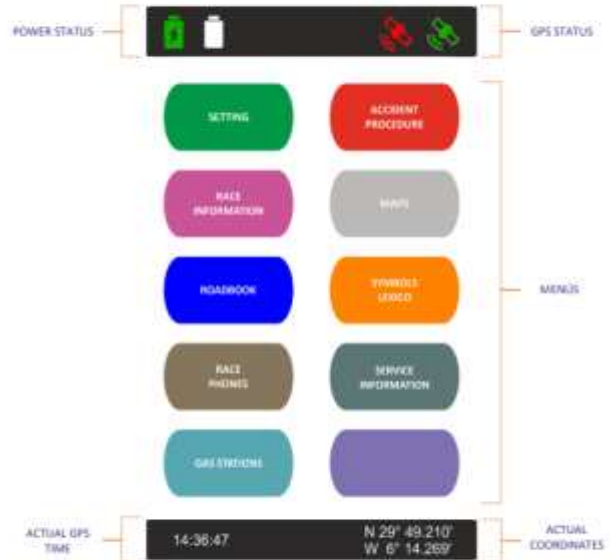 POWER STATUS
GPS STATUS
SETTING
ACCIDENT
PROCEDURE
RACE
INFORMATION
MAPS
ROADBOOK
SYMBOLS
LEXICO
MENÚS
RACE
PHONES
SERVICE
INFORMATION
GAS STATIONS
ACTUAL GPS
TIME
14:36:47
N 29° 49.210'
W 6° 14.269'
ACTUAL
COORDINATES